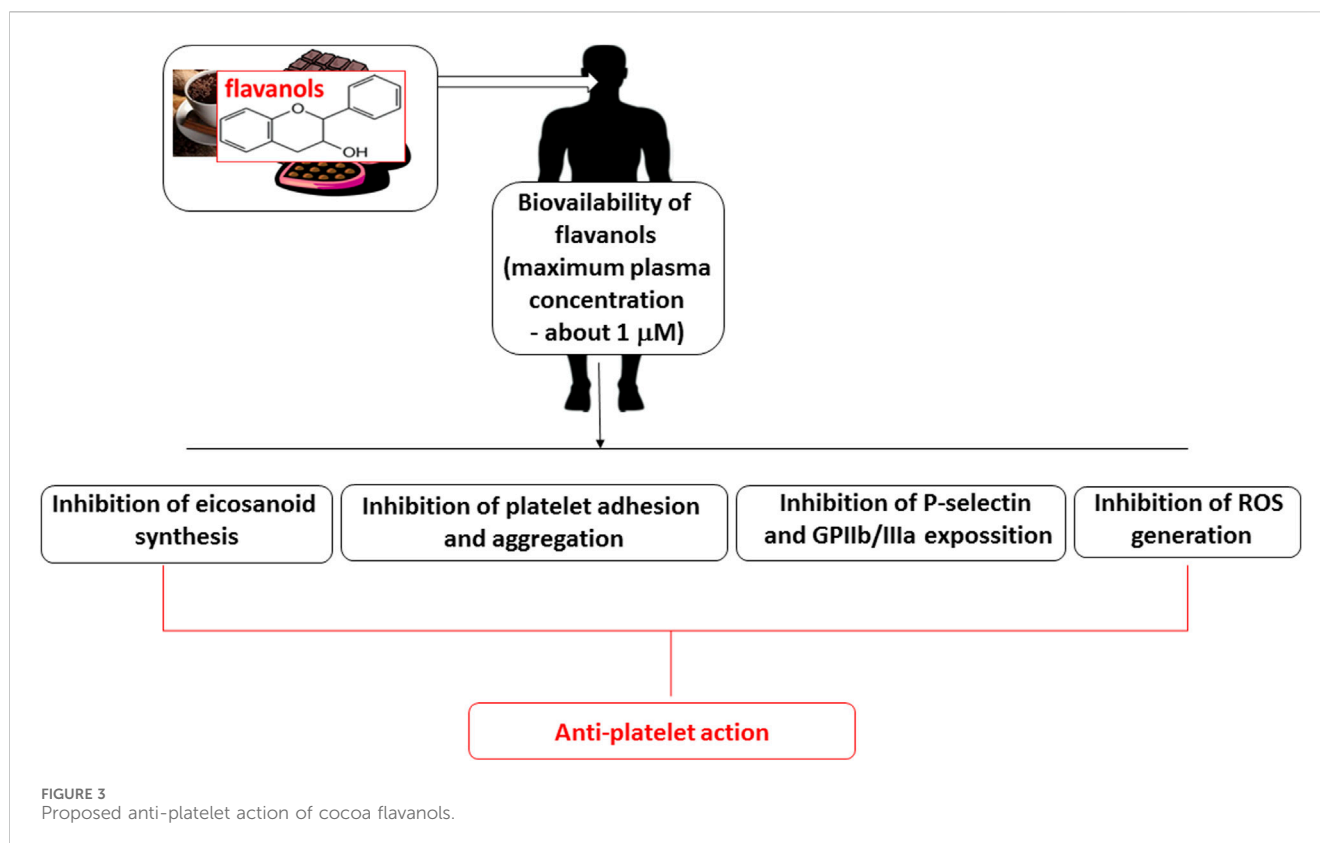 flavanols
O
OH
Biovailability of
flavanols
(maximum plasma
concentration
- about 1 μM)
Inhibition of eicosanoid
synthesis
Inhibition of platelet adhesion
and aggregation
Inhibition of P-selectin
and GPIIb/IIIa expossition
Inhibition of ROS
generation
Anti-platelet action
FIGURE 3
Proposed anti-platelet action of cocoa flavanols.